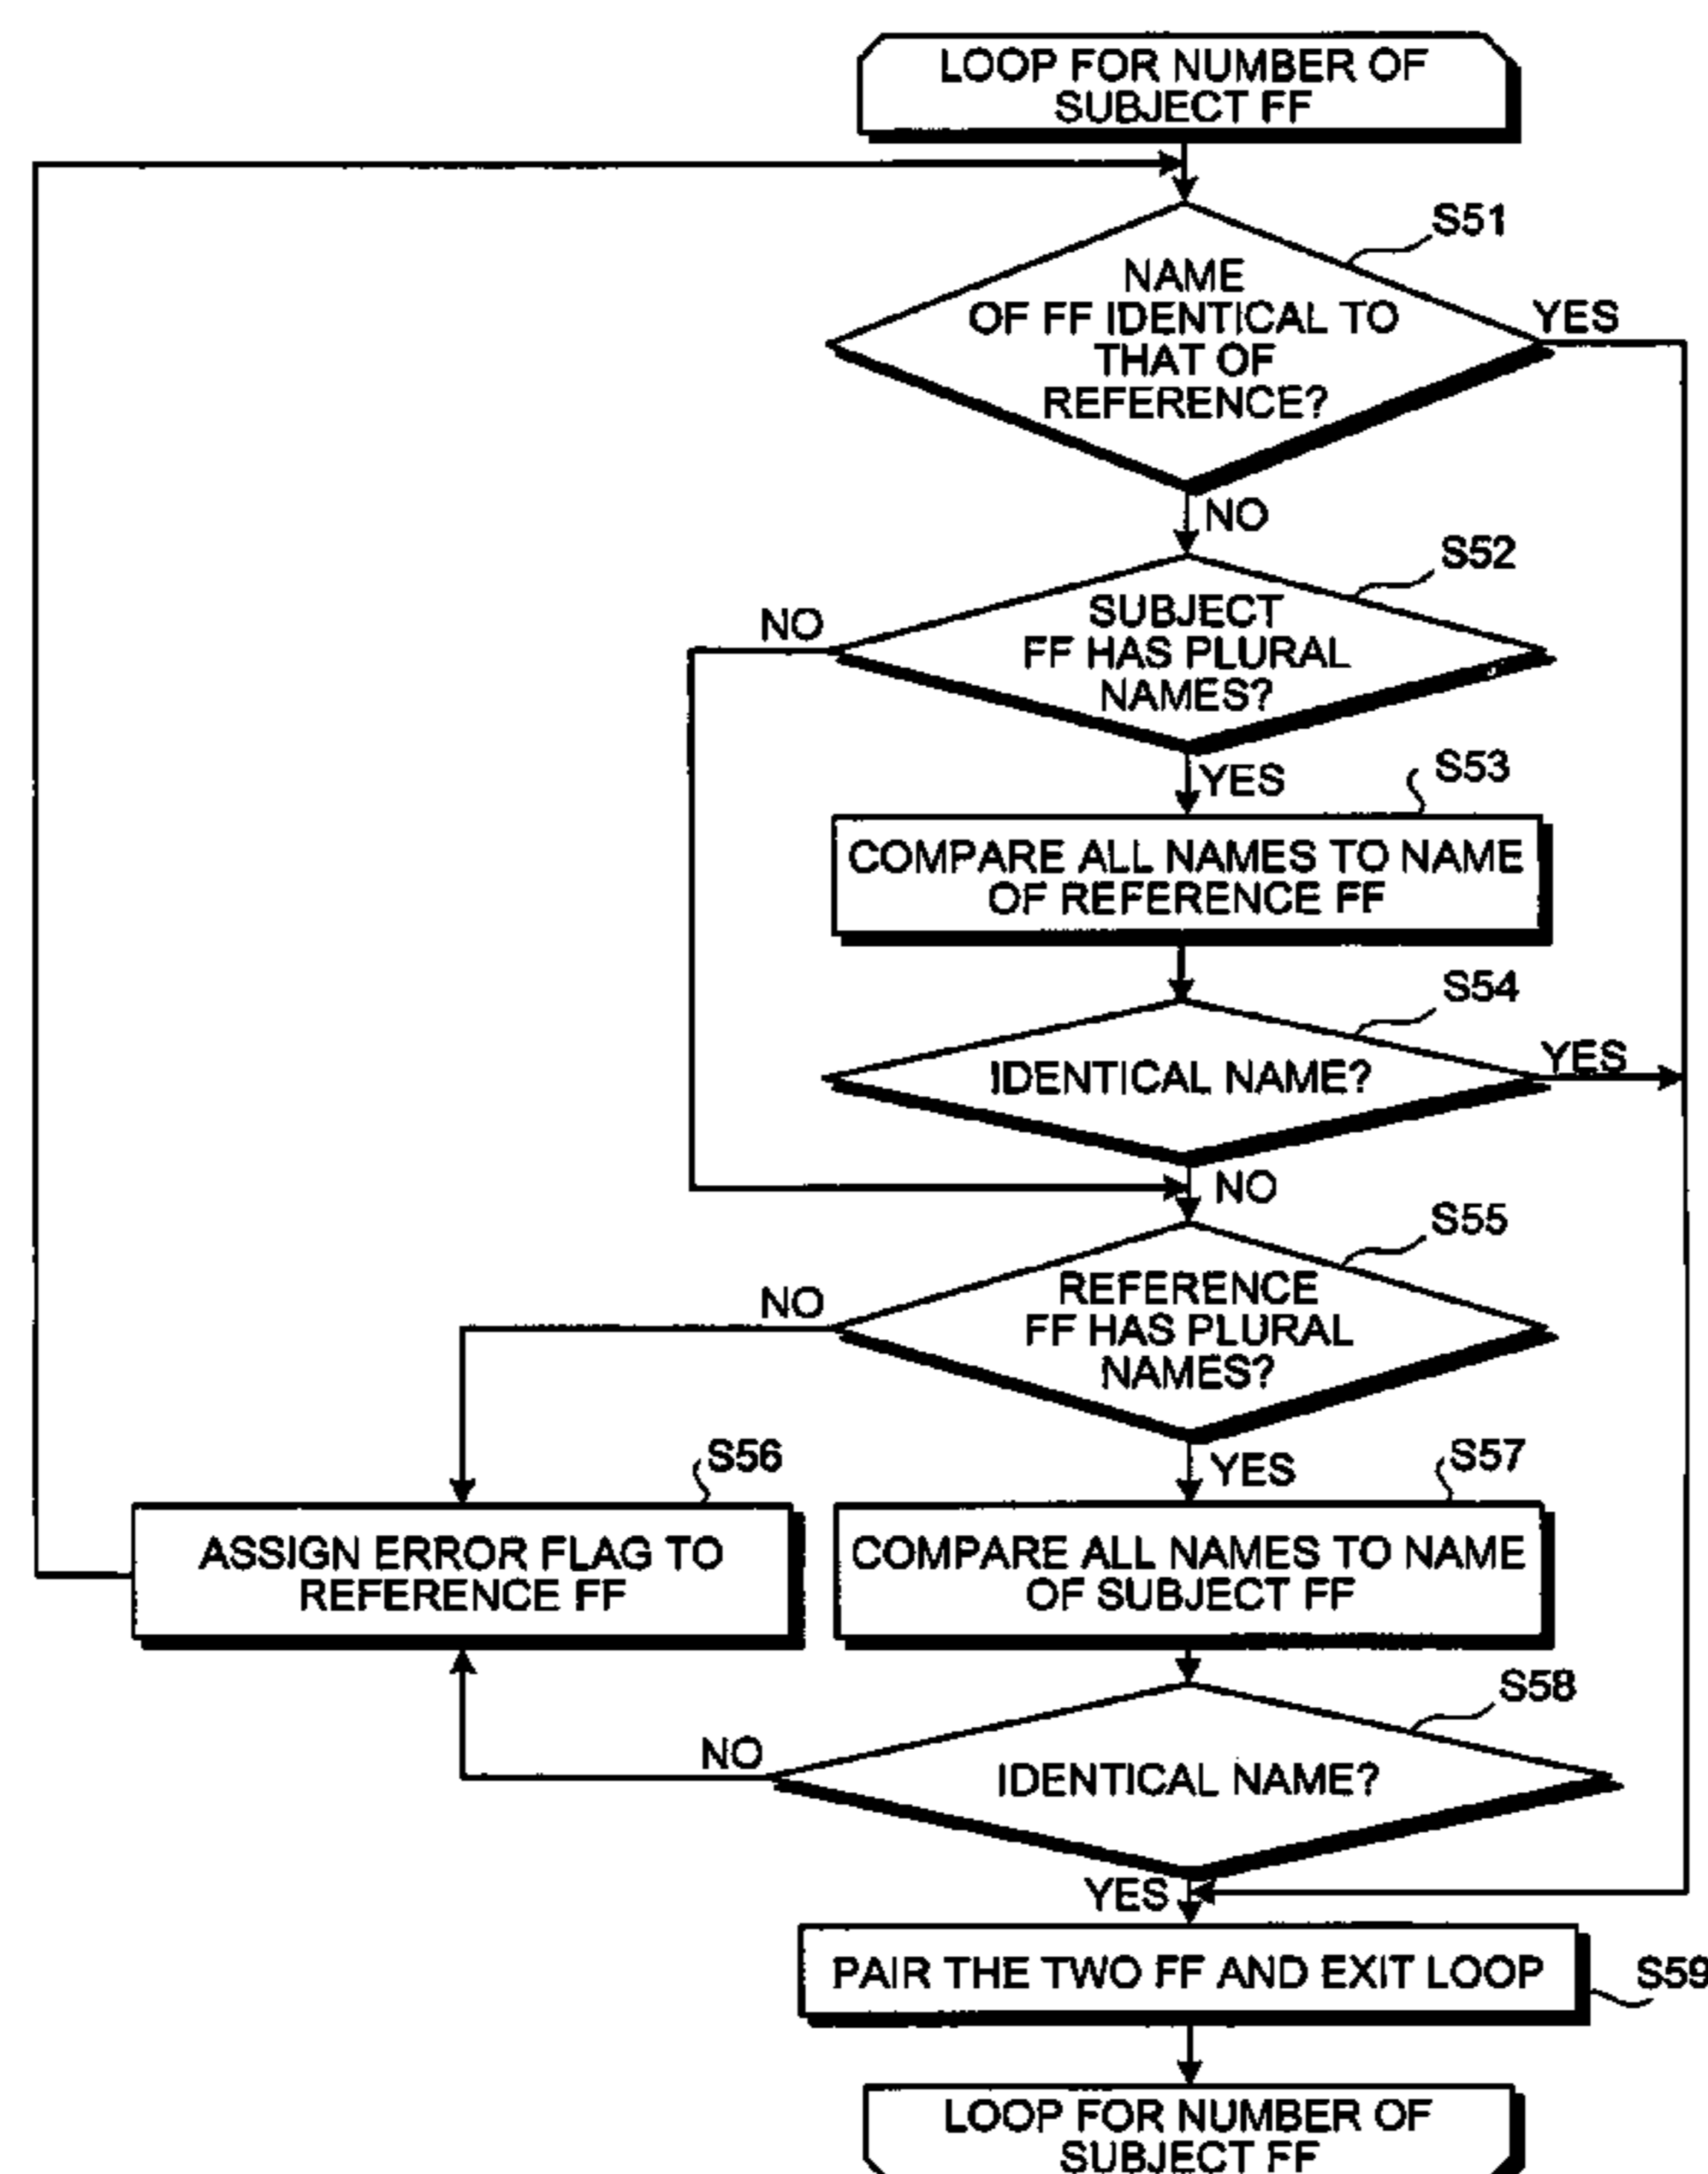 LOOP FOR NUMBER OF
SUBJECT FF
S51
NAME
OF FF IDENTICAL TO
THAT OF
REFERENCE?
YES
NO
S52
SUBJECT
FF HAS PLURAL
NAMES?
NO
YES
S53
COMPARE ALL NAMES TO NAME
OF REFERENCE FF
S54
IDENTICAL NAME?
YES
NO
S55
REFERENCE
FF HAS PLURAL
NAMES?
NO
YES
S56
ASSIGN ERROR FLAG TO
REFERENCE FF
S57
COMPARE ALL NAMES TO NAME
OF SUBJECT FF
S58
IDENTICAL NAME?
NO
YES
PAIR THE TWO FF AND EXIT LOOP
S59
LOOP FOR NUMBER OF
SUBJECT FF